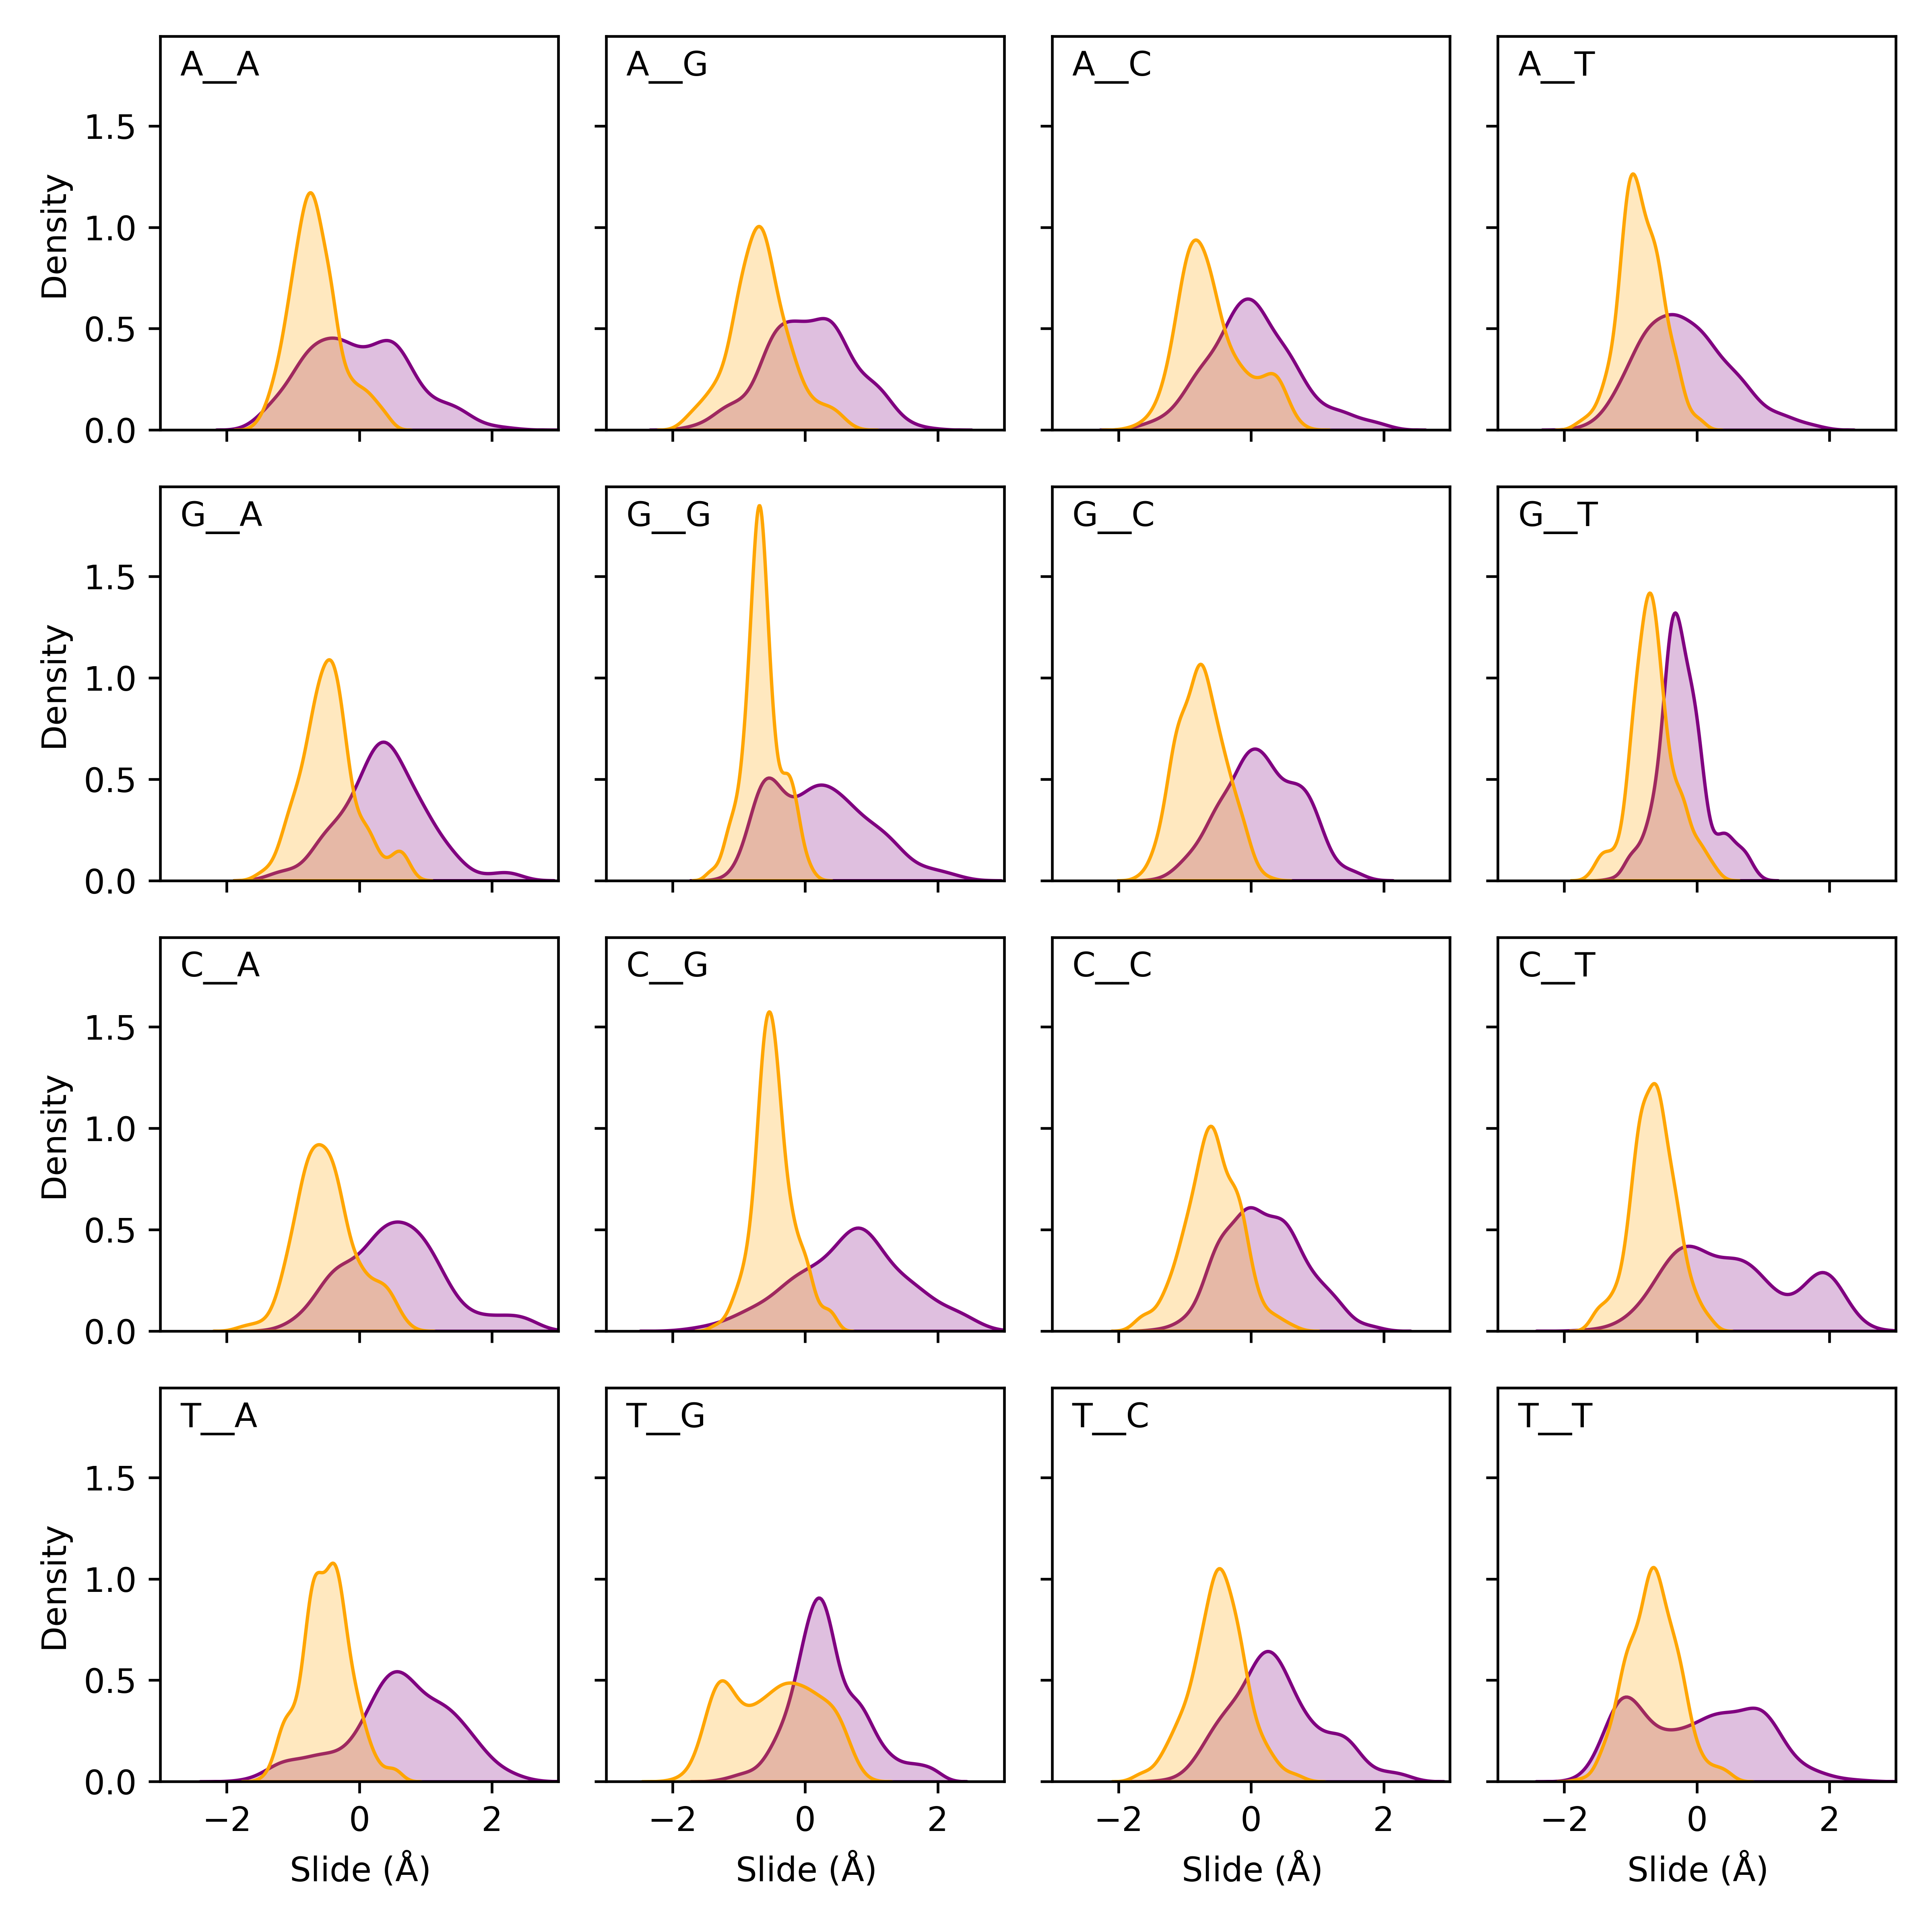 A__A
A__G
A__C
A__T
1.5
1.0
0.5
0.0
Density
G__A
G__G
G__C
G__T
1.5
1.0
0.5
0.0
Density
C__A
C__G
C__C
C__T
1.5
1.0
0.5
0.0
Density
T__A
T__G
T__C
T__T
1.5
1.0
0.5
0.0
Density
−2 0 2
−2 0 2
−2 0 2
−2 0 2
Slide (Å)
Slide (Å)
Slide (Å)
Slide (Å)